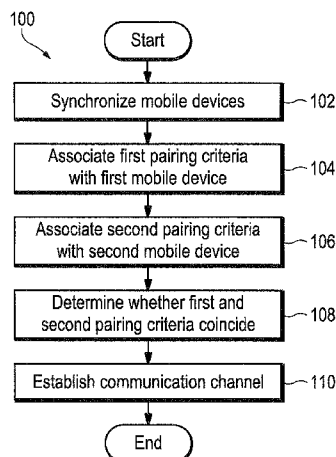 100
Start
Synchronize mobile devices
102
Associate first pairing criteria
with first mobile device
104
Associate second pairing criteria
with second mobile device
106
Determine whether first and
second pairing criteria coincide
108
Establish communication channel
110
End